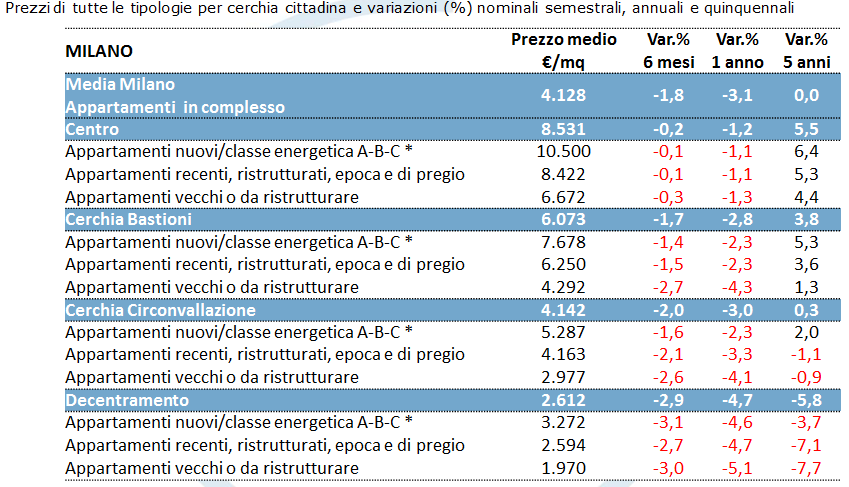 Prezzi di tutte le tipologie per cerchia cittadina e variazioni (%) nominali semestrali, annuali e quinquennali
MILANO Prezzo medio €/mq Var.% 6 mesi Var.% 1 anno Var.% 5 anni
Media Milano
Appartamenti in complesso 4.128 -1,8 -3,1 0,0
Centro 8.531 -0,2 -1,2 5,5
Appartamenti nuovi/classe energetica A-B-C * 10.500 -0,1 -1,1 6,4
Appartamenti recenti, ristrutturati, epoca e di pregio 8.422 -0,1 -1,1 5,3
Appartamenti vecchi o da ristrutturare 6.672 -0,3 -1,3 4,4
Cerchia Bastioni 6.073 -1,7 -2,8 3,8
Appartamenti nuovi/classe energetica A-B-C * 7.678 -1,4 -2,3 5,3
Appartamenti recenti, ristrutturati, epoca e di pregio 6.250 -1,5 -2,3 3,6
Appartamenti vecchi o da ristrutturare 4.292 -2,7 -4,3 1,3
Cerchia Circonvallazione 4.142 -2,0 -3,0 0,3
Appartamenti nuovi/classe energetica A-B-C * 5.287 -1,6 -2,3 2,0
Appartamenti recenti, ristrutturati, epoca e di pregio 4.163 -2,1 -3,3 -1,1
Appartamenti vecchi o da ristrutturare 2.977 -2,6 -4,1 -0,9
Decentramento 2.612 -2,9 -4,7 -5,8
Appartamenti nuovi/classe energetica A-B-C * 3.272 -3,1 -4,6 -3,7
Appartamenti recenti, ristrutturati, epoca e di pregio 2.594 -2,7 -4,7 -7,1
Appartamenti vecchi o da ristrutturare 1.970 -3,0 -5,1 -7,7